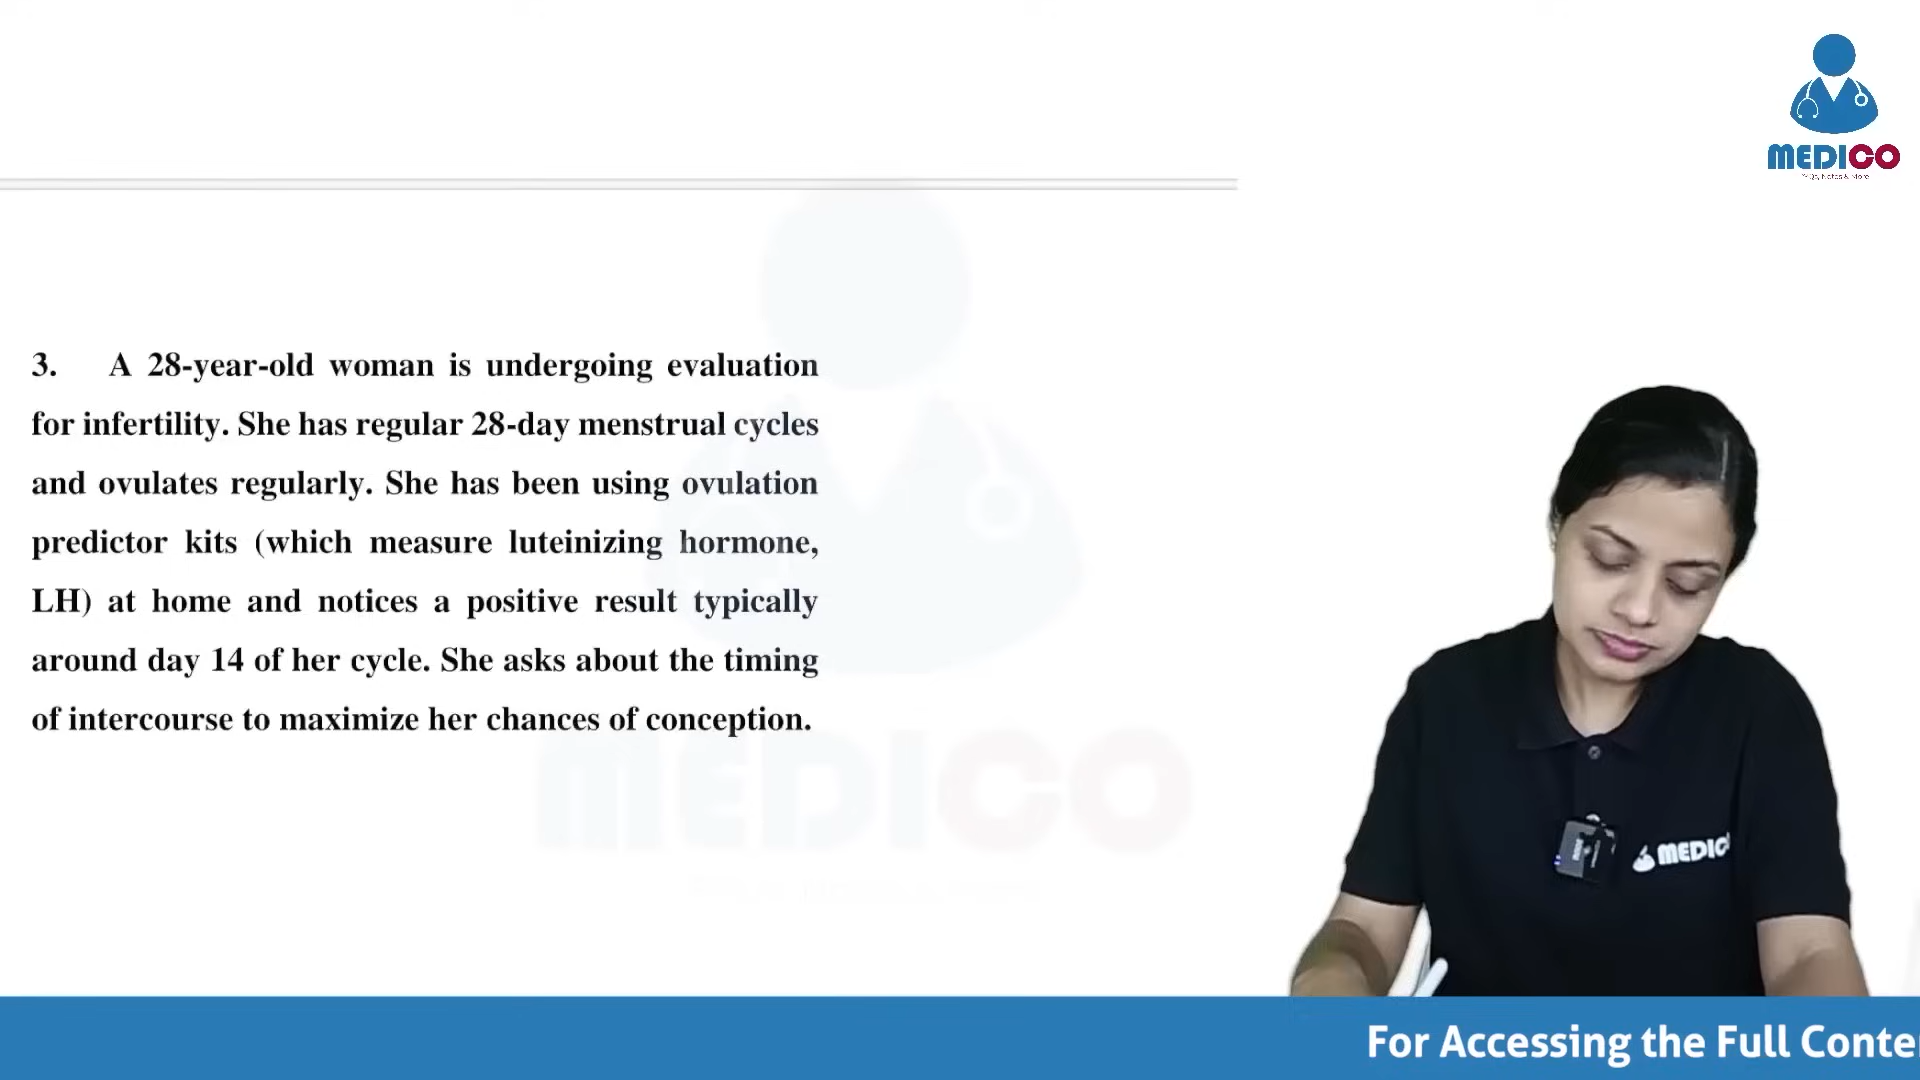 MEDICO
3. A 28-year-old woman is undergoing evaluation
for infertility. She has regular 28-day menstrual cycles
and ovulates regularly. She has been using ovulation
predictor kits (which measure luteinizing hormone,
LH) at home and notices a positive result typically
around day 14 of her cycle. She asks about the timing
of intercourse to maximize her chances of conception.
MEDICO
MEDIC
For Accessing the Full Conte